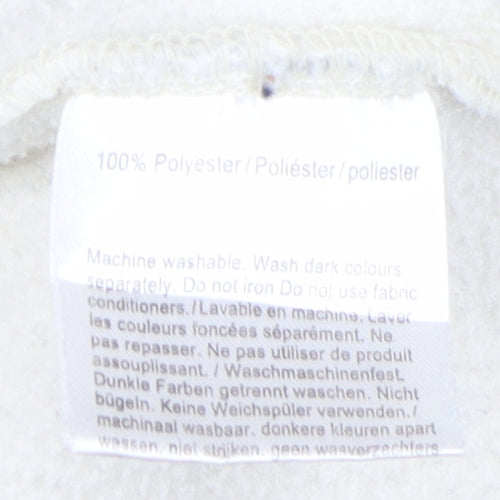 100% Polyester/Poliéster/poliester
Machine washable. Wash dark colours
separately. Do not iron Do not use fabric
conditioners./Lavable en machine. Laver
les couleurs foncées séparément. Ne
pas repasser. Ne pas utiliser de produit
assouplissant. / Waschmaschinenfest.
Dunkle Farben getrennt waschen. Nicht
bügeln. Keine Weichspüler verwenden./
machinaal wasbaar. donkere kleuren apart
wassen. niet strijken. geen wasverzachters